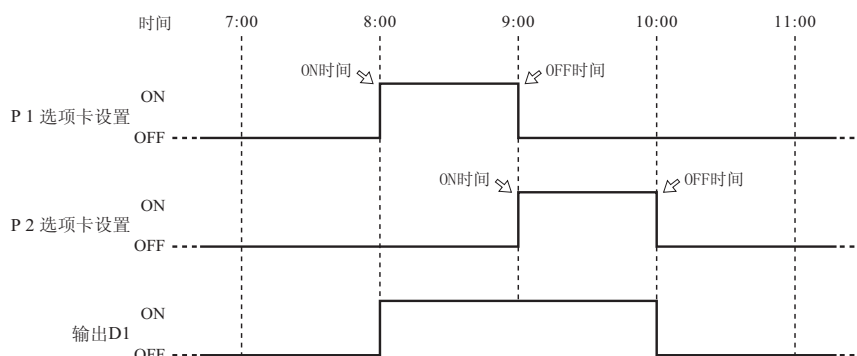 时间 7:00 8:00 9:00 10:00 11:00
ON时间 OFF时间
ON
P 1 选项卡设置
OFF
ON时间 OFF时间
ON
P 2 选项卡设置
OFF
ON
输出D1
OFF